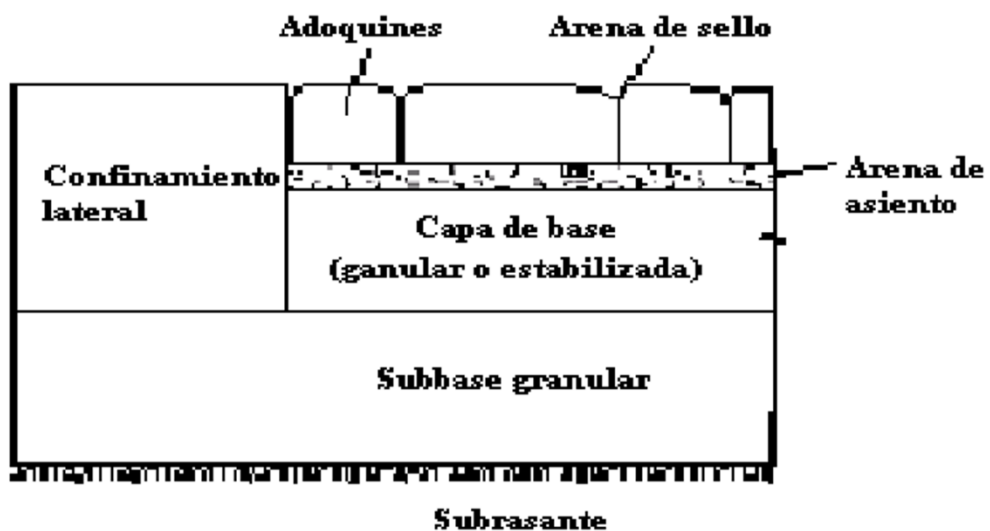 Adoquines
Arena de sello
Confinamiento
lateral
Arena de
asiento
Capa de base
(ganular o estabilizada)
Subbase granular
Subrasante